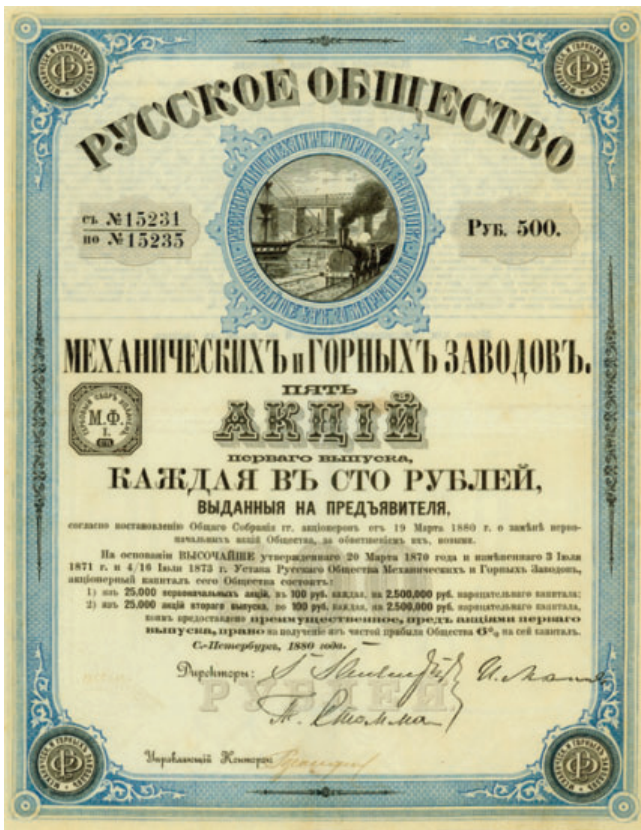 РУССКОЕ ОБЩЕСТВО
съ №15231
по №15235
Руб. 500.
МЕХАНИЧЕСКИХЪ и ГОРНЫХЪ ЗАВОДОВЪ.
ПЯТЬ
АКЦІЙ
М.Ф.
I.
перваго выпуска,
КАЖДАЯ ВЪ СТО РУБЛЕЙ,
ВЫДАННЫЯ НА ПРЕДЪЯВИТЕЛЯ,
согласно постановленію Общаго Собранія гг. акціонеровъ отъ 19 Марта 1880 г. о замѣнѣ перво-
начальныхъ акцій Общества, за обветшаніемъ ихъ, новыми.
На основаніи ВЫСОЧАЙШЕ утвержденнаго 20 Марта 1870 года и измѣненнаго 3 Іюля
1871 г. и 4/16 Іюля 1873 г. Устава Русскаго Общества Механическихъ и Горныхъ Заводовъ,
акціонерный капиталъ сего Общества состоитъ:
1) изъ 25,000 первоначальныхъ акцій, въ 100 руб. каждая, на 2.500,000 руб. нарицательнаго капитала;
2) изъ 25,000 акцій втораго выпуска, по 100 руб. каждая, на 2.500,000 руб. нарицательнаго капитала,
коимъ предоставлено преимущественное, предъ акціями перваго
выпуска, право на полученіе изъ чистой прибыли Общества 6% на сей капиталъ.
С.-Петербургъ, 1880 года.
Директоры:
РУБЛЕЙ.
Управляющій Конторою